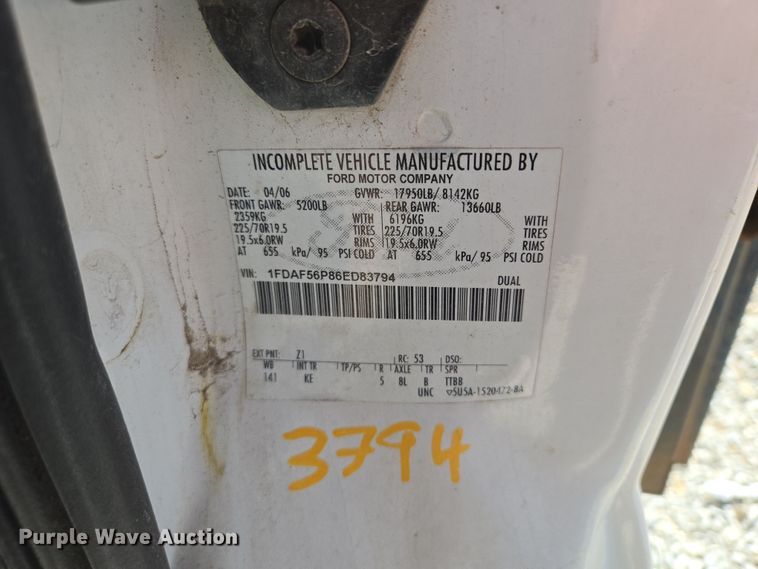 INCOMPLETE VEHICLE MANUFACTURED BY
FORD MOTOR COMPANY
DATE: 04/06 GVWR: 17950LB/ 8142KG
FRONT GAWR: 5200LB REAR GAWR: 13660LB
2359KG WITH 6196KG WITH
225/70R19.5 TIRES 225/70R19.5 TIRES
19.5x6.0RW RIMS 19.5x6.0RW RIMS
AT 655 kPa/ 95 PSI COLD AT 655 kPa/ 95 PSI COLD
VIN: 1FDAF56P86ED83794 DUAL
EXT PNT: Z1 RC: 53 DSO:
WB INT TR TP/PS R AXLE TR SPR
141 KE 5 8L B TTBB
UNC ▽5U5A-1520472-BA
3794
Purple Wave Auction